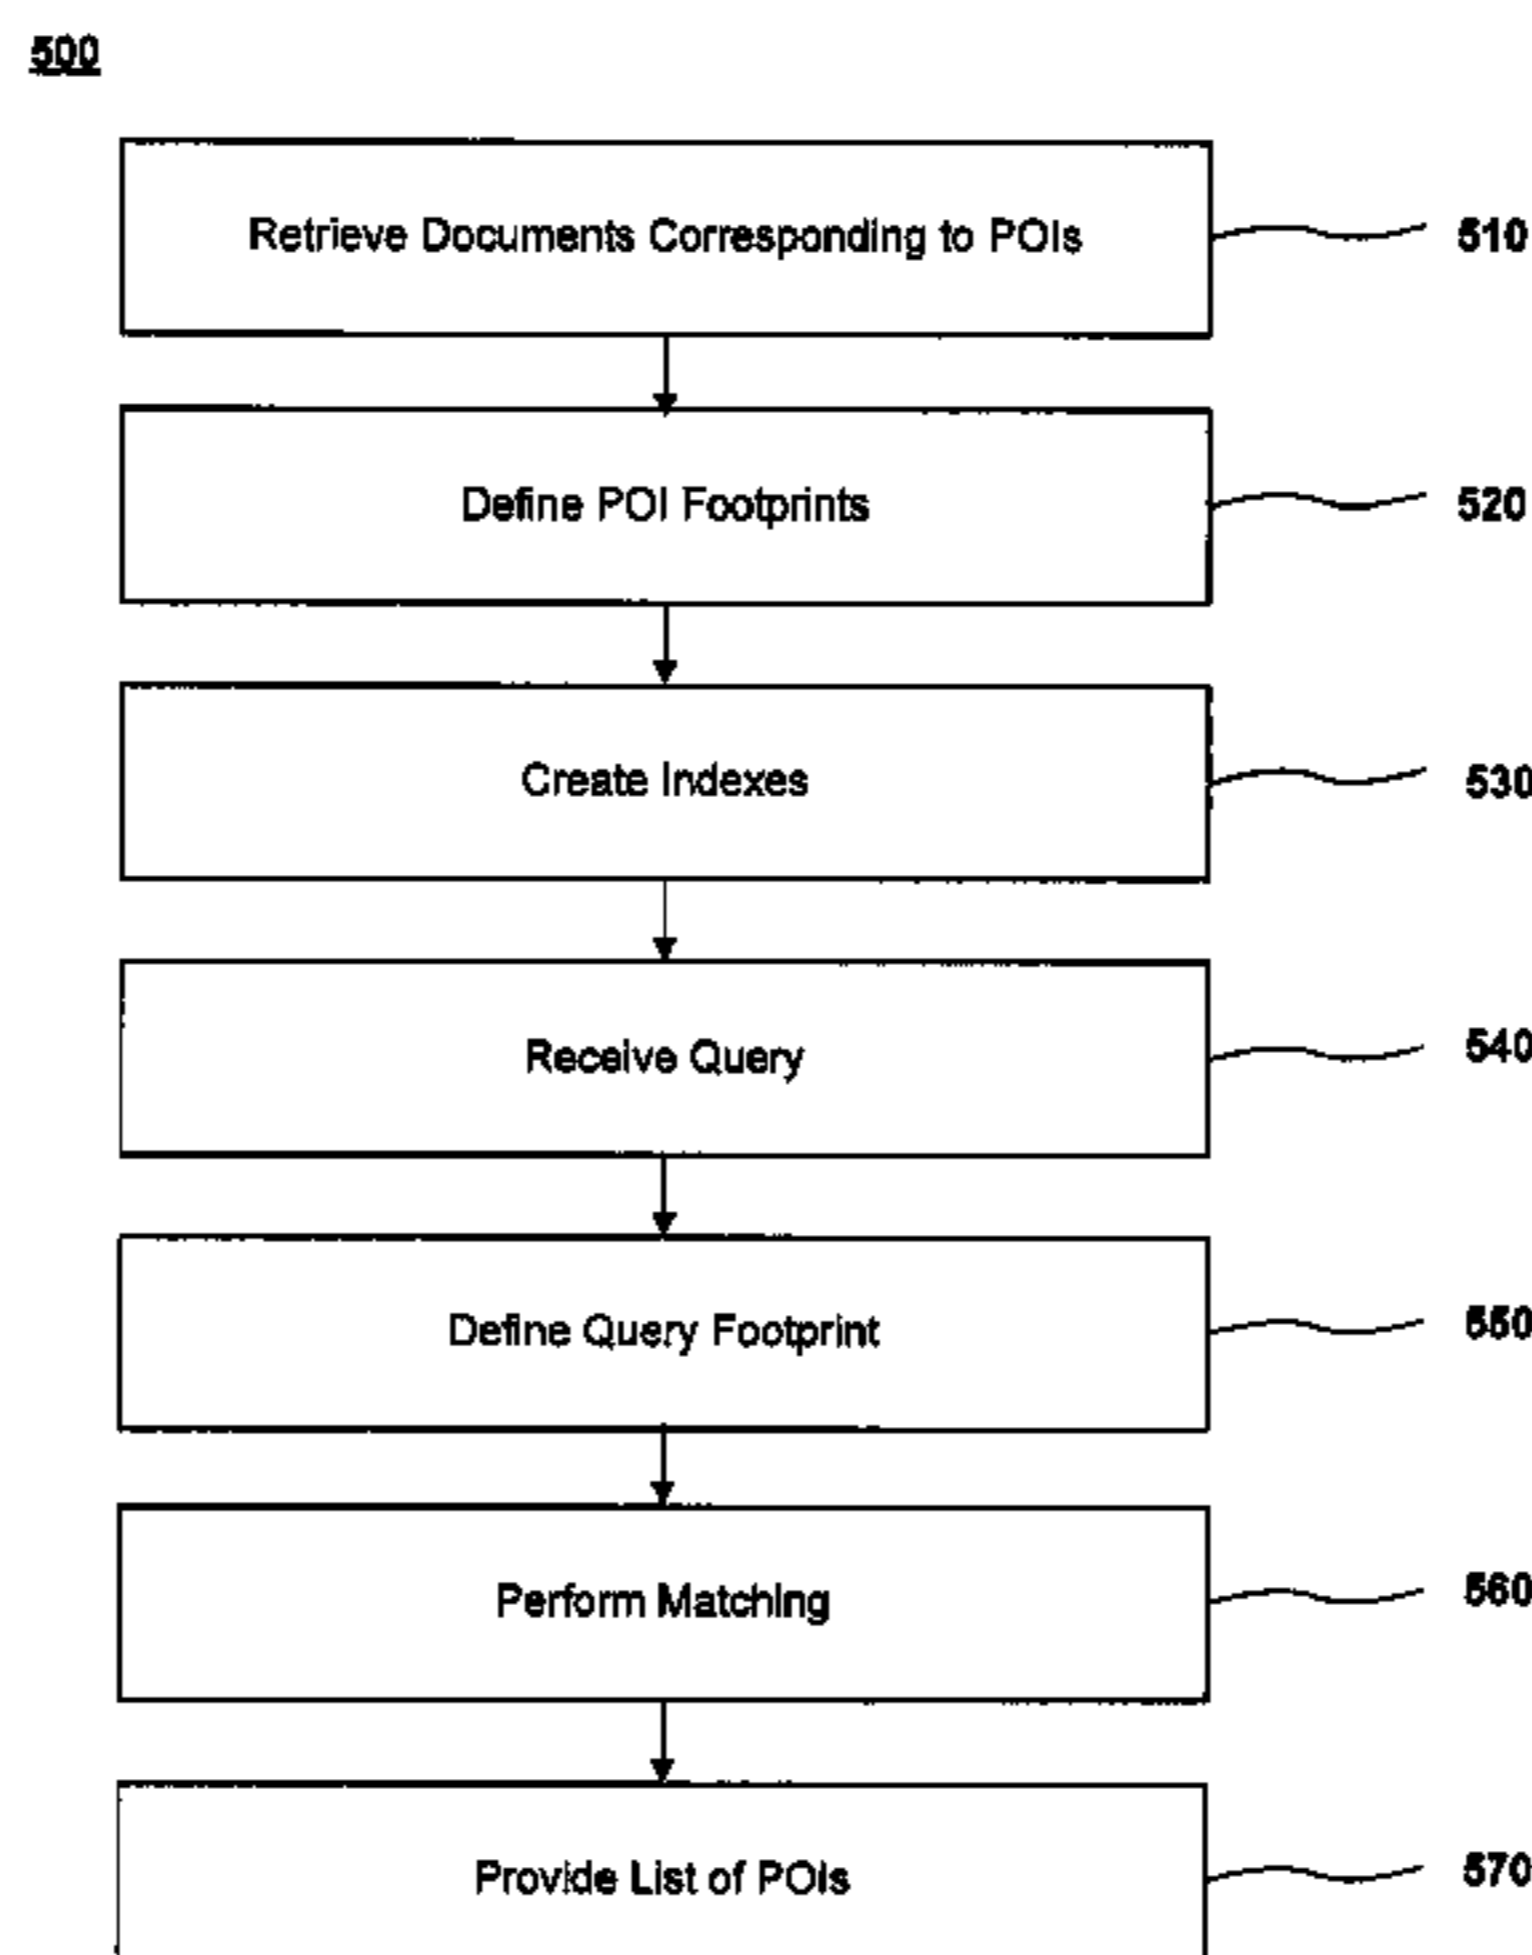 500
Retrieve Documents Corresponding to POIs
510
Define POI Footprints
520
Create Indexes
530
Receive Query
540
Define Query Footprint
550
Perform Matching
560
Provide List of POIs
570